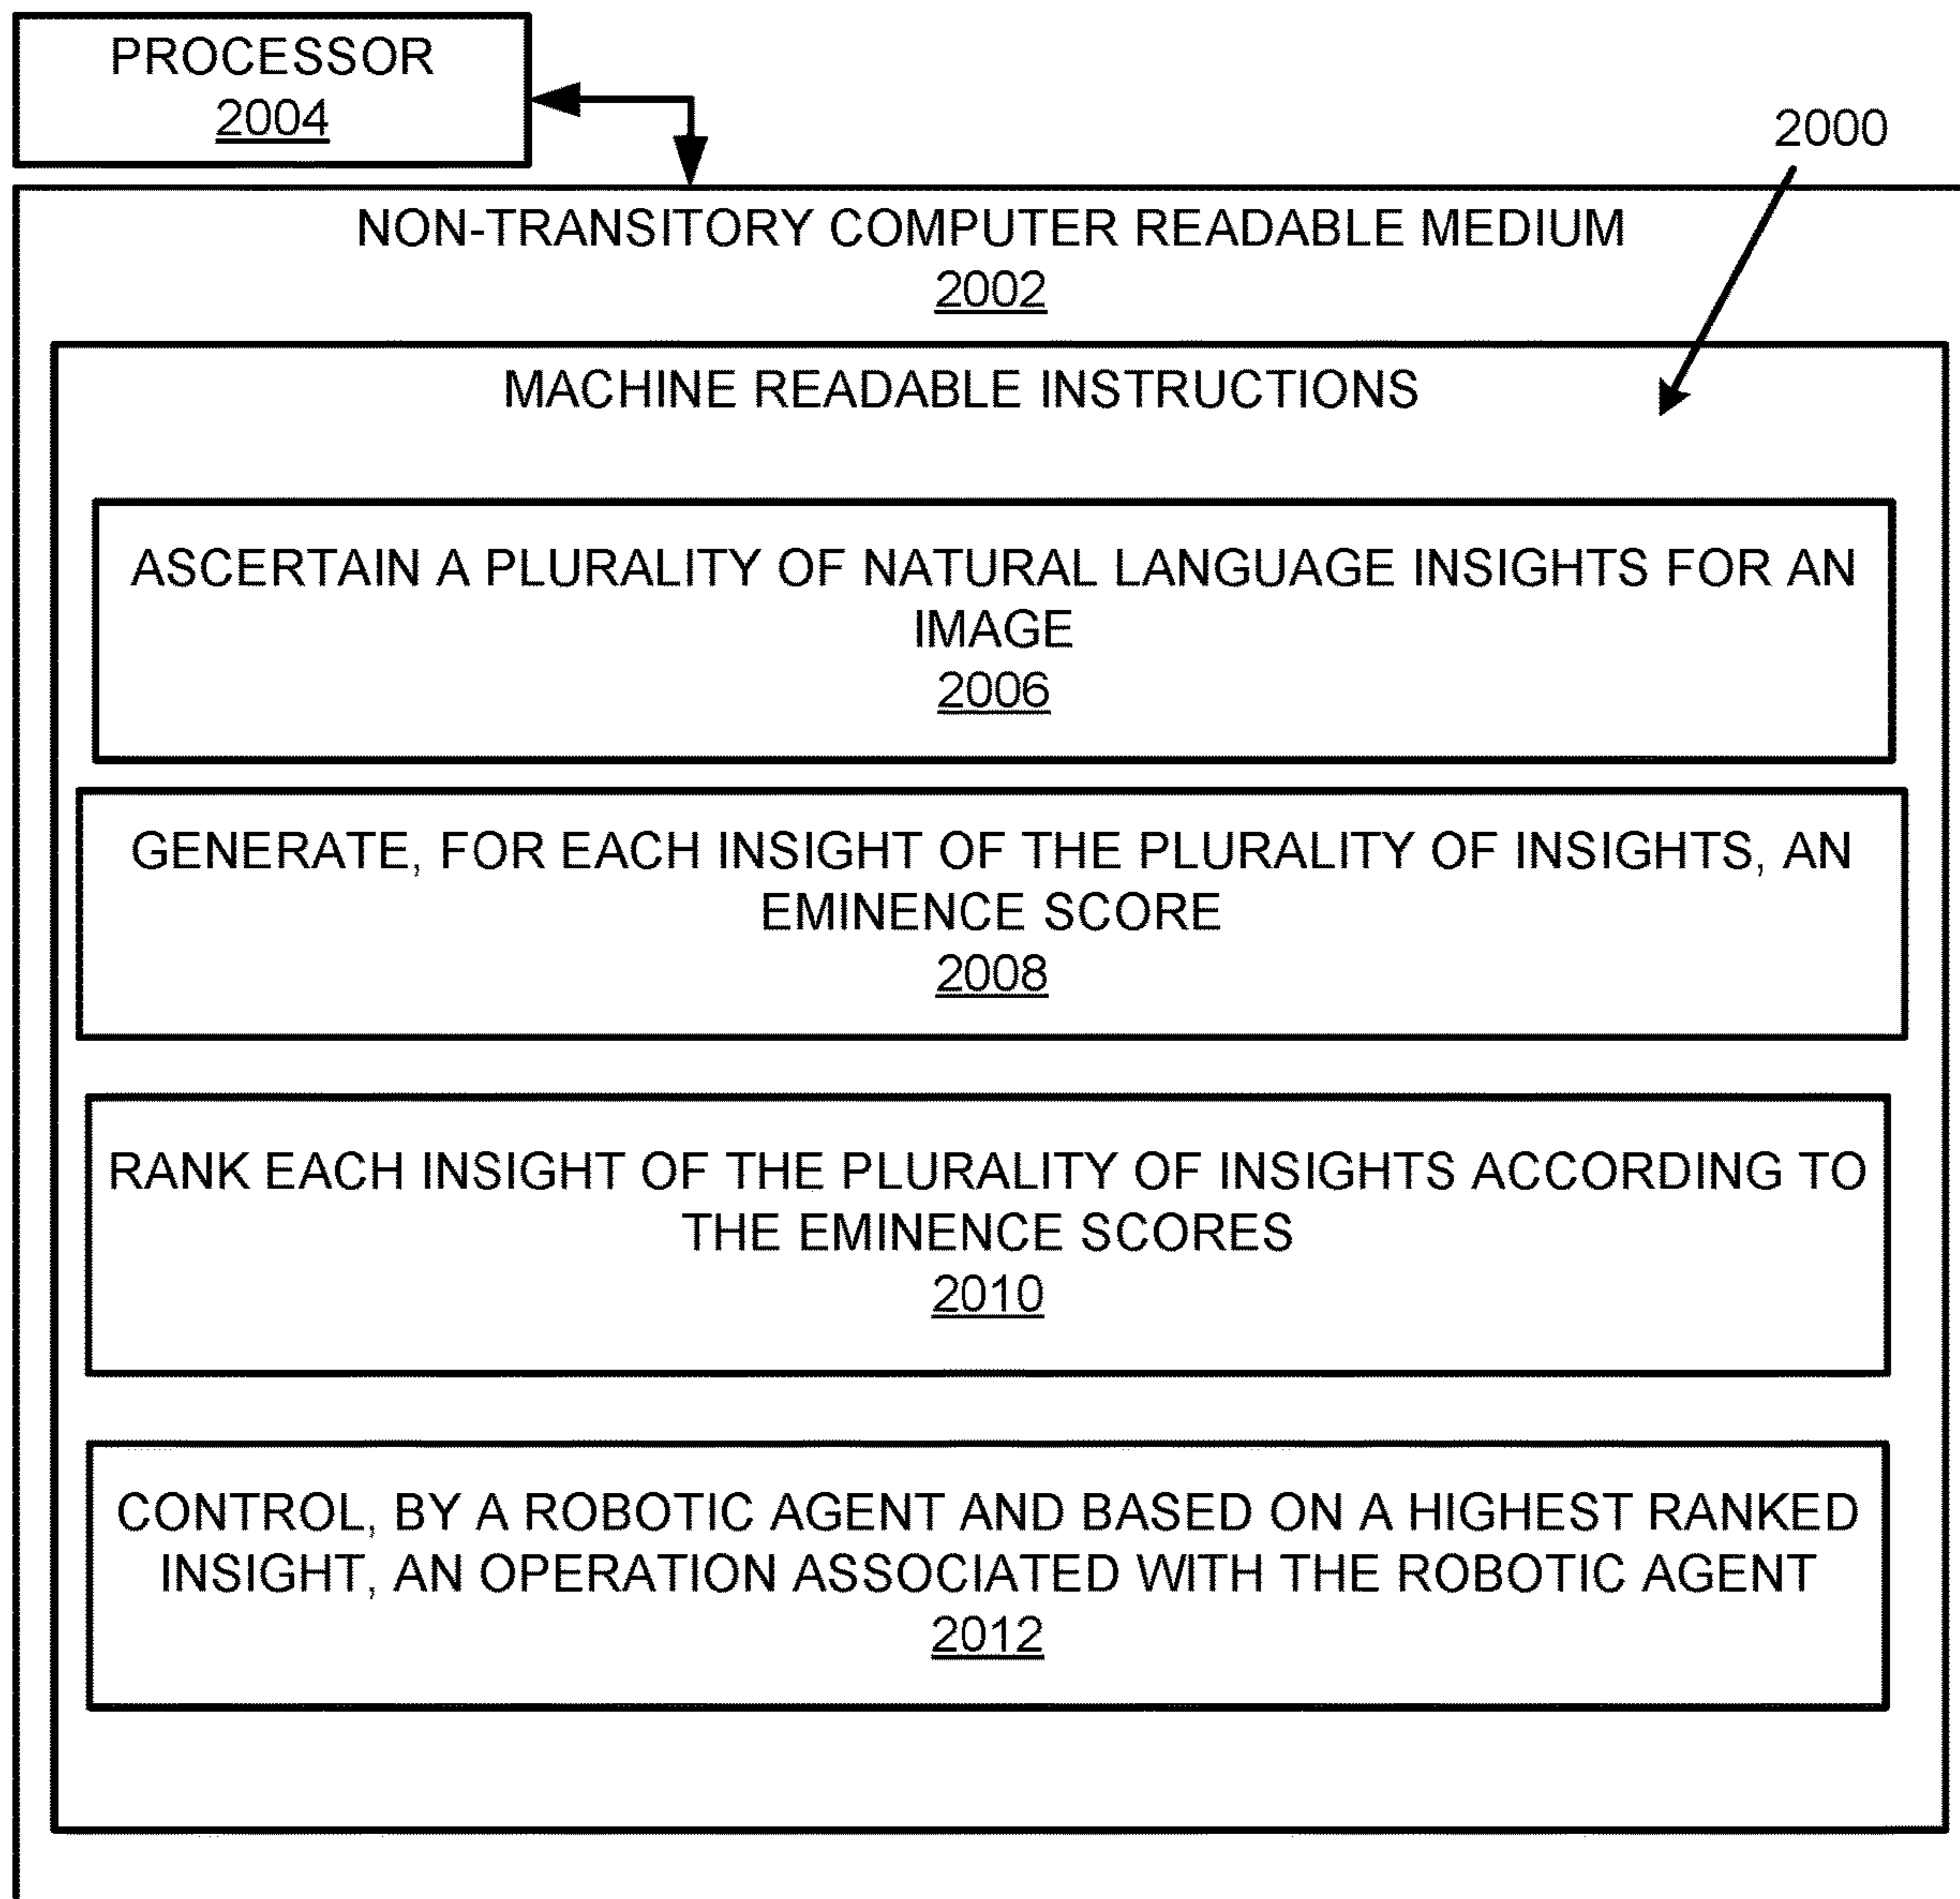 PROCESSOR
2004
2000
NON-TRANSITORY COMPUTER READABLE MEDIUM
2002
MACHINE READABLE INSTRUCTIONS
ASCERTAIN A PLURALITY OF NATURAL LANGUAGE INSIGHTS FOR AN
IMAGE
2006
GENERATE, FOR EACH INSIGHT OF THE PLURALITY OF INSIGHTS, AN
EMINENCE SCORE
2008
RANK EACH INSIGHT OF THE PLURALITY OF INSIGHTS ACCORDING TO
THE EMINENCE SCORES
2010
CONTROL, BY A ROBOTIC AGENT AND BASED ON A HIGHEST RANKED
INSIGHT, AN OPERATION ASSOCIATED WITH THE ROBOTIC AGENT
2012